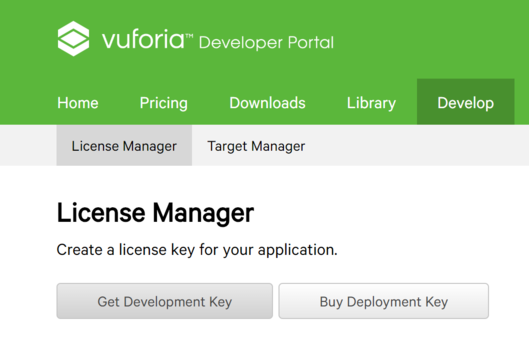 vuforia™ Developer Portal
Home Pricing Downloads Library Develop
License Manager Target Manager
License Manager
Create a license key for your application.
Get Development Key Buy Deployment Key